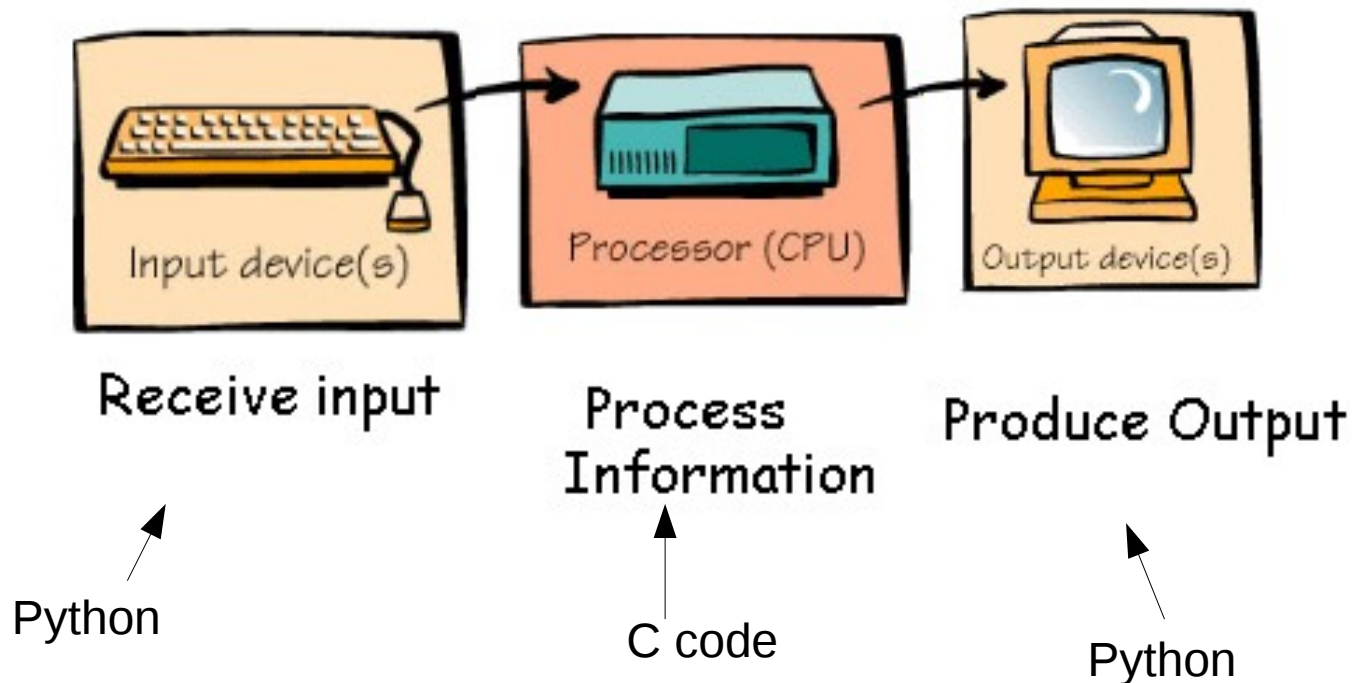 Input device(s)
Processor (CPU)
Output device(s)
Receive input
Process
Information
Produce Output
Python
C code
Python